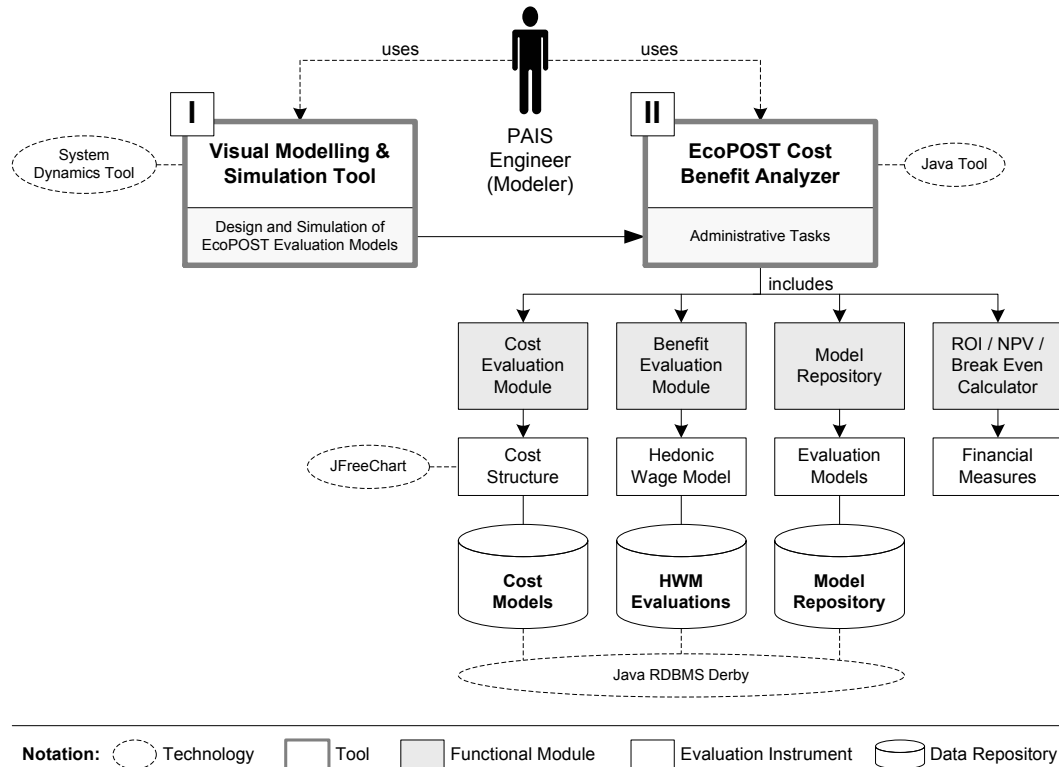 uses
uses
I
II
PAIS
Engineer
(Modeler)
System
Dynamics Tool
Visual Modelling &
Simulation Tool
Design and Simulation of
EcoPOST Evaluation Models
EcoPOST Cost
Benefit Analyzer
Administrative Tasks
Java Tool
includes
Cost
Evaluation
Module
Benefit
Evaluation
Module
Model
Repository
ROI / NPV /
Break Even
Calculator
JFreeChart
Cost
Structure
Hedonic
Wage Model
Evaluation
Models
Financial
Measures
Cost
Models
HWM
Evaluations
Model
Repository
Java RDBMS Derby
Notation: Technology Tool Functional Module Evaluation Instrument Data Repository